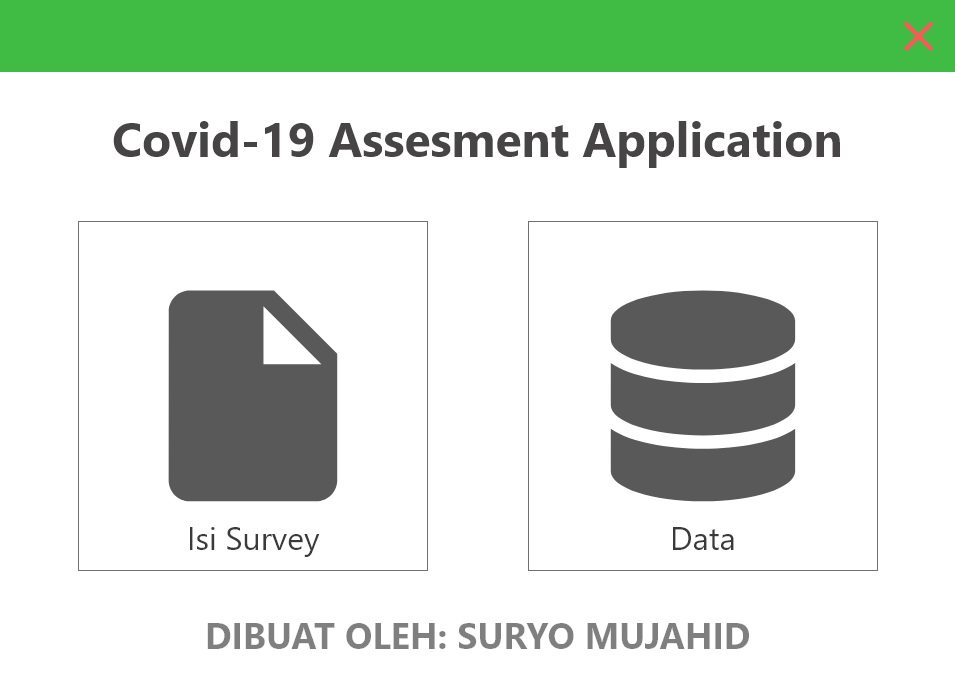 Covid-19 Assesment Application
Isi Survey
Data
DIBUAT OLEH: SURYO MUJAHID